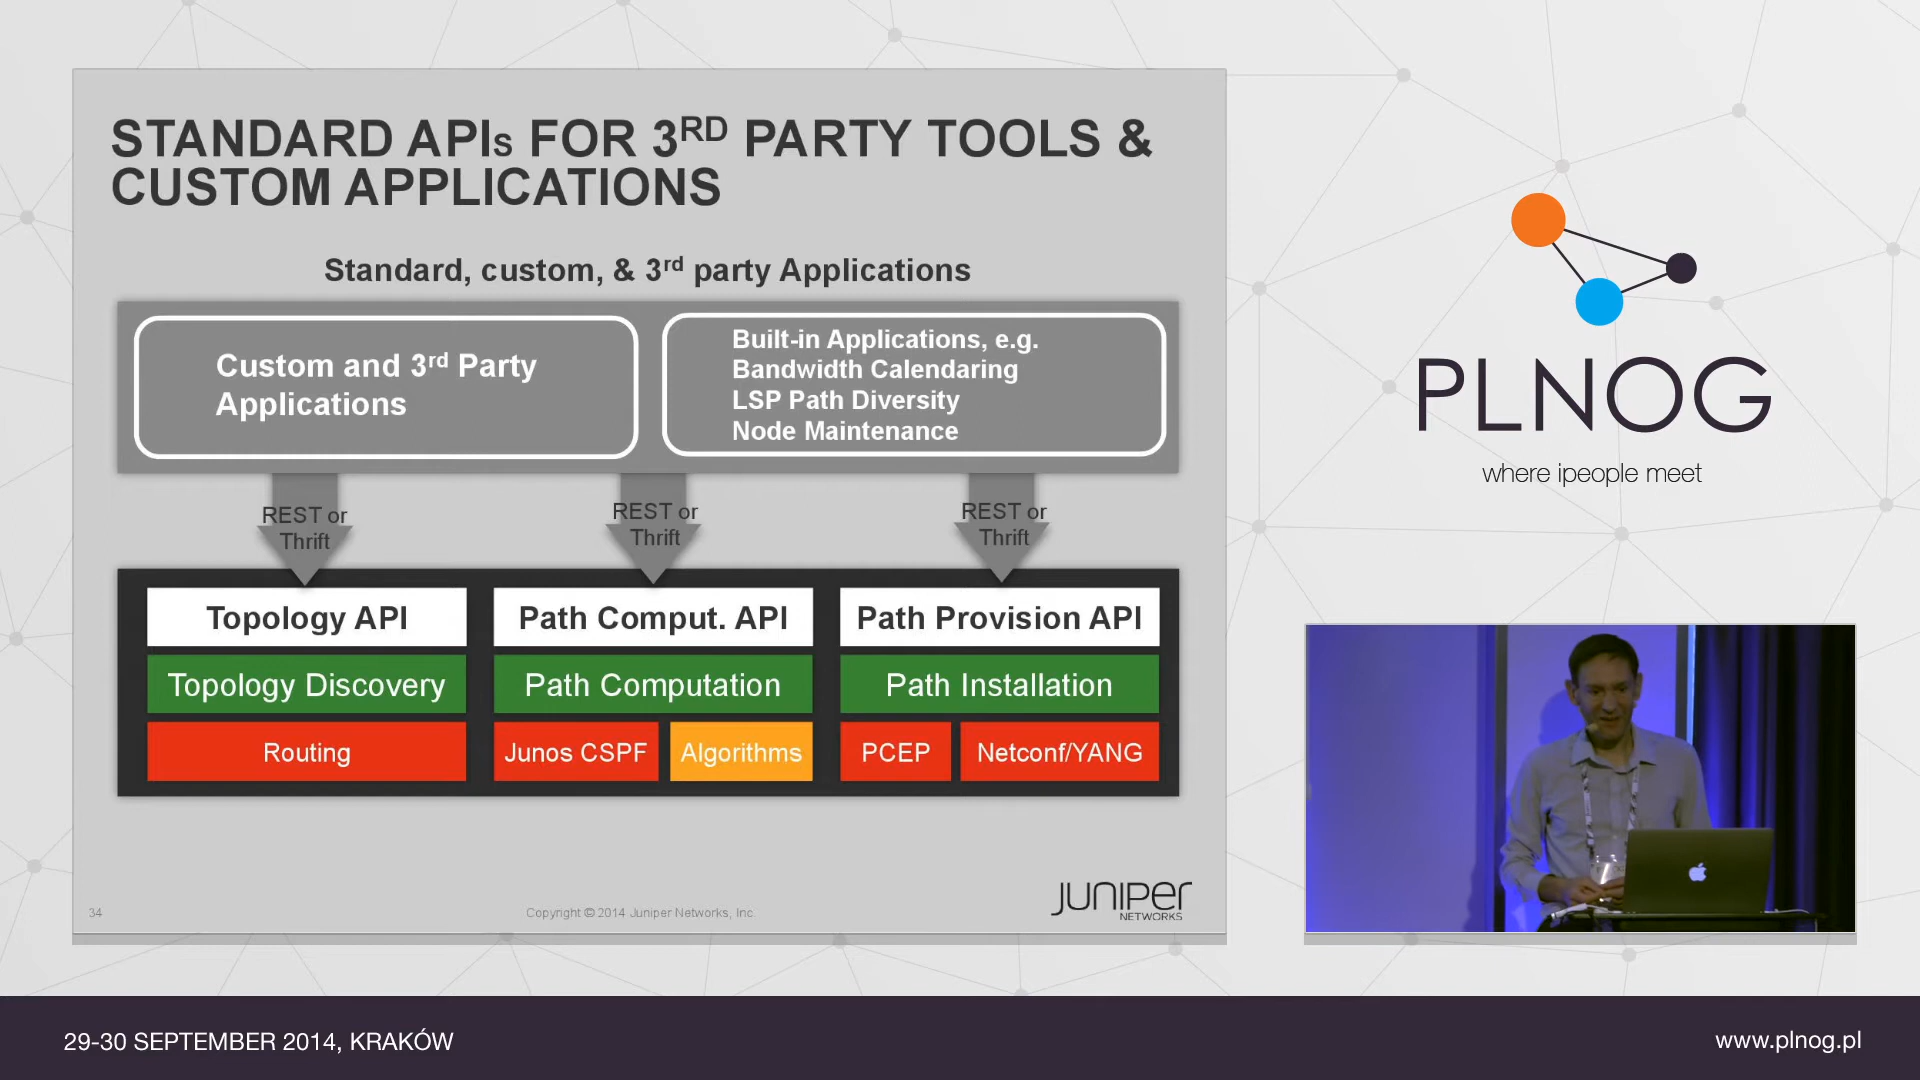 STANDARD APIs FOR 3RD PARTY TOOLS &
CUSTOM APPLICATIONS
Standard, custom, & 3rd party Applications
Custom and 3rd Party
Applications
Built-in Applications, e.g.
Bandwidth Calendaring
LSP Path Diversity
Node Maintenance
REST or
Thrift
REST or
Thrift
REST or
Thrift
Topology API
Path Comput. API
Path Provision API
Topology Discovery
Path Computation
Path Installation
Routing
Junos CSPF
Algorithms
PCEP
Netconf/YANG
34
Copyright © 2014 Juniper Networks, Inc.
JUNIPER
NETWORKS
PLNOG
where ipeople meet
29-30 SEPTEMBER 2014, KRAKÓW
www.plnog.pl